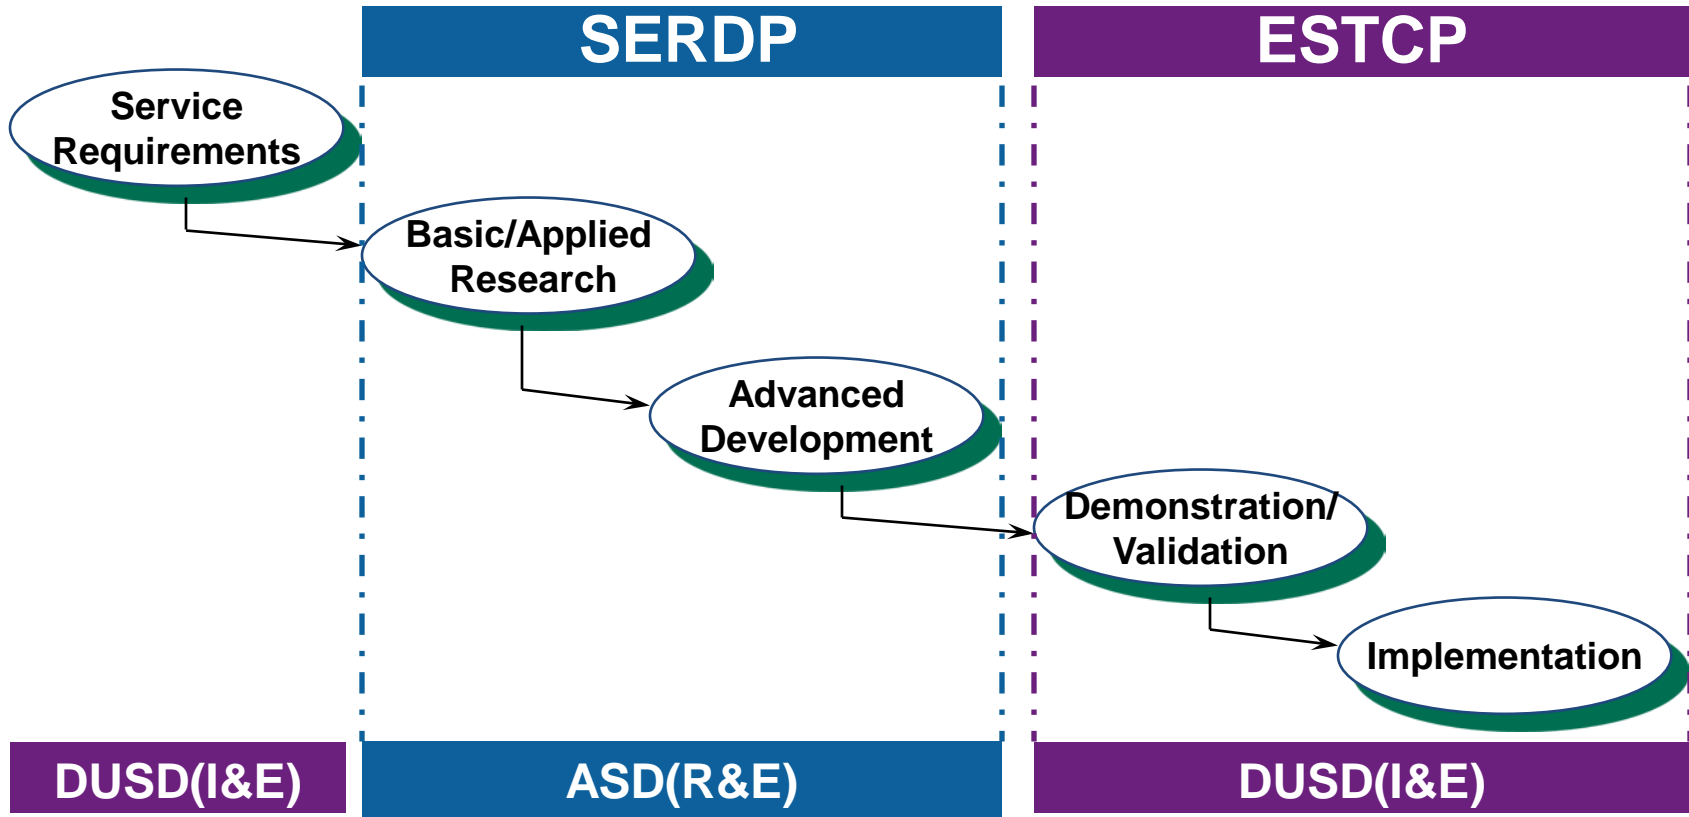 SERDP
ESTCP
Service
Requirements
Basic/Applied
Research
Advanced
Development
Demonstration/
Validation
Implementation
DUSD(I&E)
ASD(R&E)
DUSD(I&E)